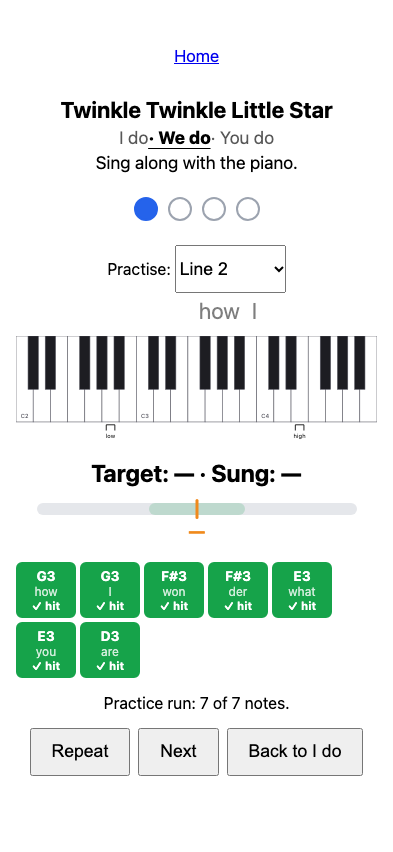 Home
Twinkle Twinkle Little Star
I do · We do · You do
Sing along with the piano.
Practise: Line 2
how I
C2 C3 C4
low high
Target: — · Sung: —
—
G3 G3 F#3 F#3 E3
how I won der what
✓ hit ✓ hit ✓ hit ✓ hit ✓ hit
E3 D3
you are
✓ hit ✓ hit
Practice run: 7 of 7 notes.
Repeat Next Back to I do